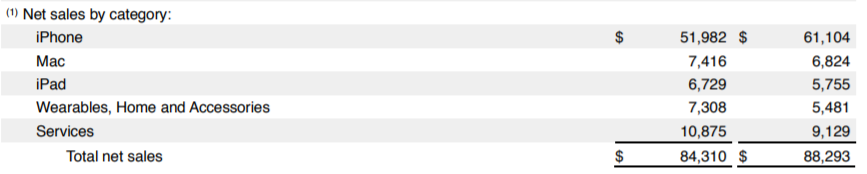 (1) Net sales by category:
iPhone $ 51,982 $ 61,104
Mac 7,416 6,824
iPad 6,729 5,755
Wearables, Home and Accessories 7,308 5,481
Services 10,875 9,129
Total net sales $ 84,310 $ 88,293